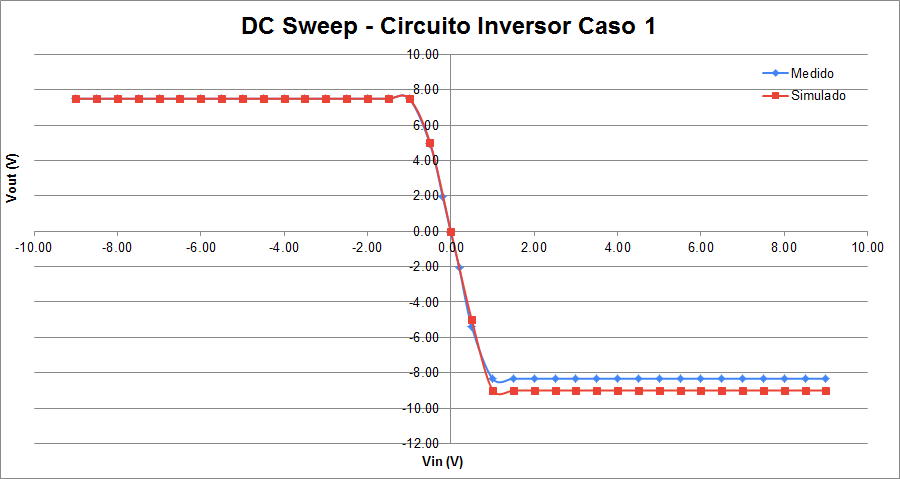 DC Sweep - Circuito Inversor Caso 1
10.00
Medido
8.00
Simulado
6.00
Vout (V)
4.00
2.00
0.00
-10.00 -8.00 -6.00 -4.00 -2.00 0.00 2.00 4.00 6.00 8.00 10.00
-2.00
-4.00
-6.00
-8.00
-10.00
-12.00
Vin (V)